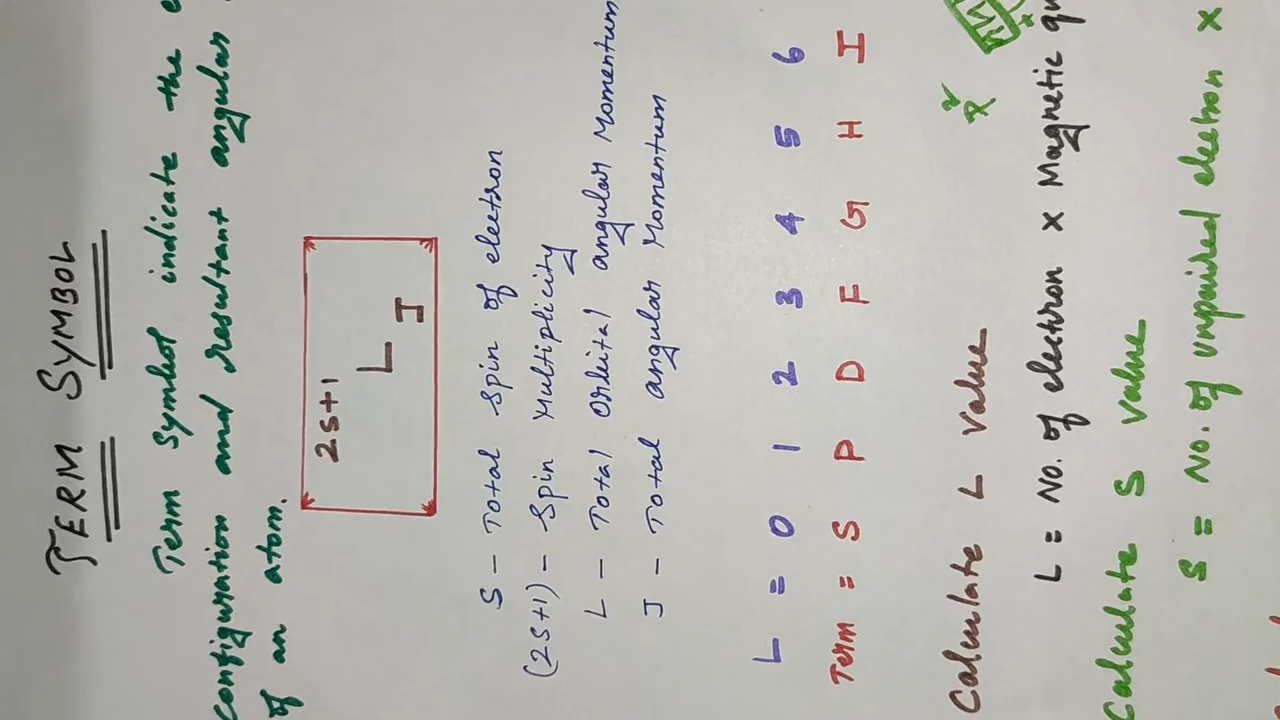 TERM SYMBOL
Term Symbol indicate the
configuration and resultant angular
of an atom.
2S+1
L
J
S - Total Spin of electron
(2S+1) - Spin Multiplicity
L - Total Orbital angular Momentum
J - Total angular Momentum
L = 0 1 2 3 4 5 6
Term = S P D F G H I
Calculate L value
L = No. of electron x Magnetic
Calculate S value
S = No. of unpaired electron x